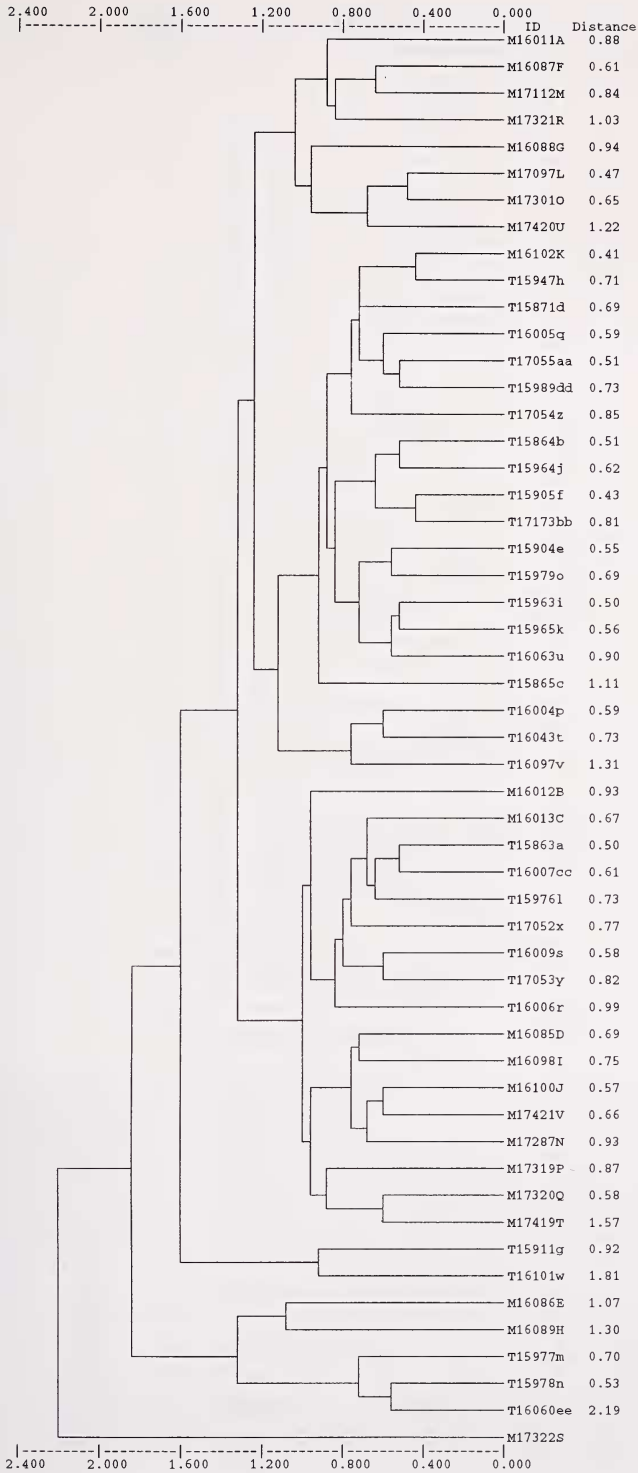 2.400 2.000 1.600 1.200 0.800 0.400 0.000
ID Distance
M16011A 0.88
M16087F 0.61
M17112M 0.84
M17321R 1.03
M16088G 0.94
M17097L 0.47
M17301O 0.65
M17420U 1.22
M16102K 0.41
T15947h 0.71
T15871d 0.69
T16005q 0.59
T17055aa 0.51
T15989dd 0.73
T17054z 0.85
T15864b 0.51
T15964j 0.62
T15905f 0.43
T17173bb 0.81
T15904e 0.55
T15979o 0.69
T15963i 0.50
T15965k 0.56
T16063u 0.90
T15865c 1.11
T16004p 0.59
T16043t 0.73
T16097v 1.31
M16012B 0.93
M16013C 0.67
T15863a 0.50
T16007cc 0.61
T15976l 0.73
T17052x 0.77
T16009s 0.58
T17053y 0.82
T16006r 0.99
M16085D 0.69
M16098I 0.75
M16100J 0.57
M17421V 0.66
M17287N 0.93
M17319P 0.87
M17320Q 0.58
M17419T 1.57
T15911g 0.92
T16101w 1.81
M16086E 1.07
M16089H 1.30
T15977m 0.70
T15978n 0.53
T16060ee 2.19
M17322S
2.400 2.000 1.600 1.200 0.800 0.400 0.000